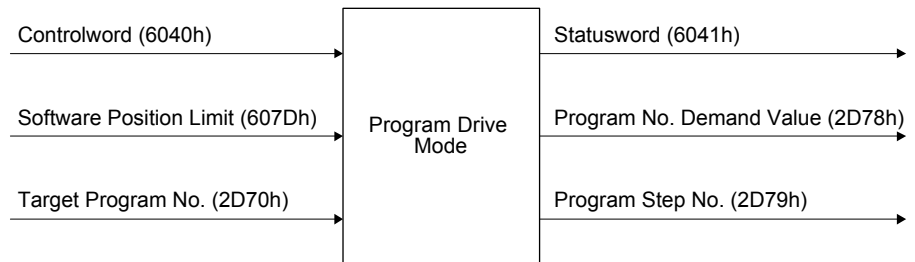 Controlword (6040h)
Statusword (6041h)
Software Position Limit (607Dh)
Program Drive
Mode
Program No. Demand Value (2D78h)
Target Program No. (2D70h)
Program Step No. (2D79h)